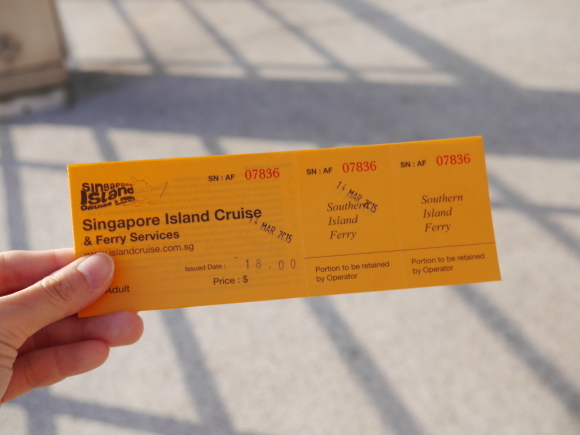 Singapore
Island
Cruise
SN : AF 07836
Singapore Island Cruise
& Ferry Services
islandcruise.com.sg
14 MAR 2015
Issued Date :
18.00
Price : $
Adult
SN : AF 07836
14 MAR 2015
Southern
Island
Ferry
Portion to be retained
by Operator
SN : AF 07836
Southern
Island
Ferry
Portion to be retained
by Operator